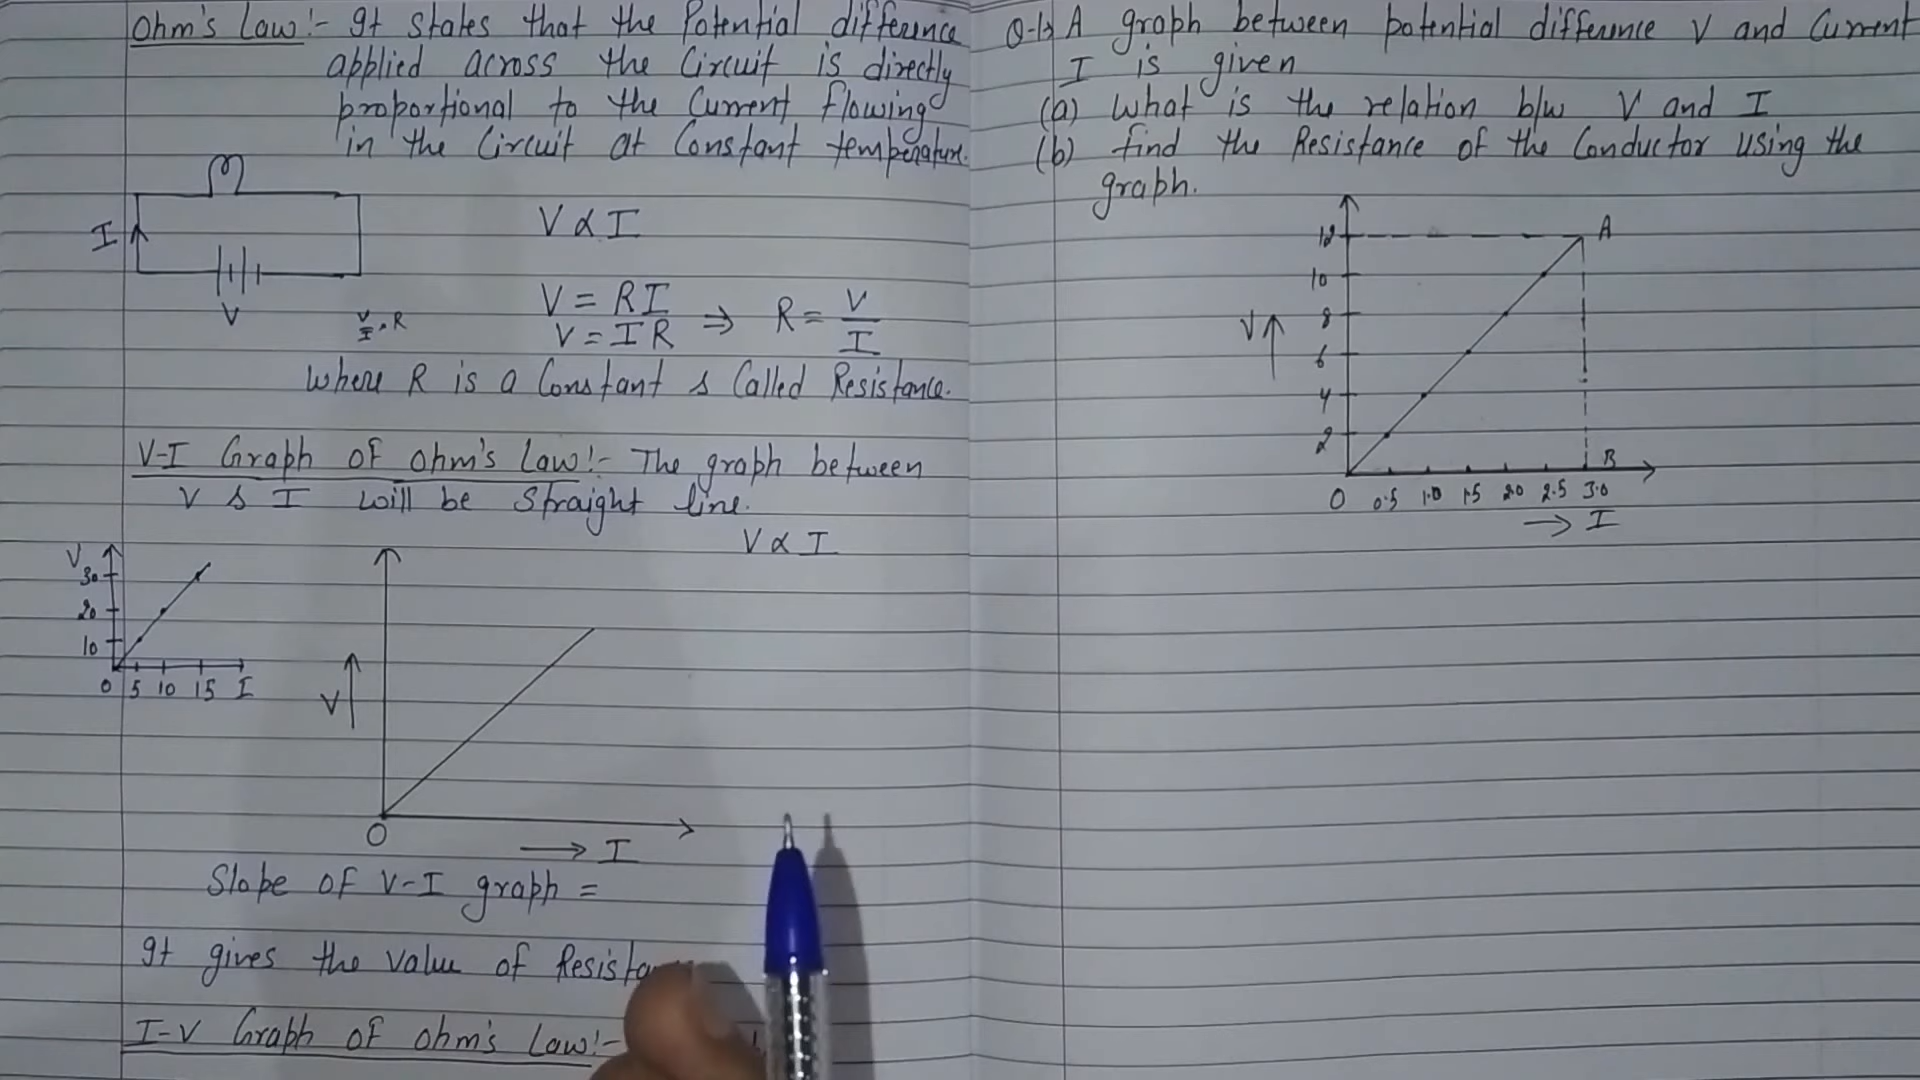 Ohm's Law:- It states that the Potential difference
applied across the Circuit is directly
proportional to the Current flowing
in the Circuit at Constant temperature.
I
V
V ∝ I
V = RI
V = IR ⇒ R = V/I
V/I = R
where R is a Constant & Called Resistance.
V-I Graph of Ohm's Law:- The graph between
V & I will be Straight line.
V ∝ I
V
30
20
10
0 5 10 15 I
V
O
→ I
Slope of V-I graph =
It gives the value of
I-V Graph of Ohm's Law:-
Q-1) A graph between potential difference V and Current
I is given
(a) What is the relation b/w V and I
(b) find the Resistance of the Conductor using the
graph.
12
A
10
V
8
6
4
2
B
O 0.5 1.0 1.5 2.0 2.5 3.0
→ I